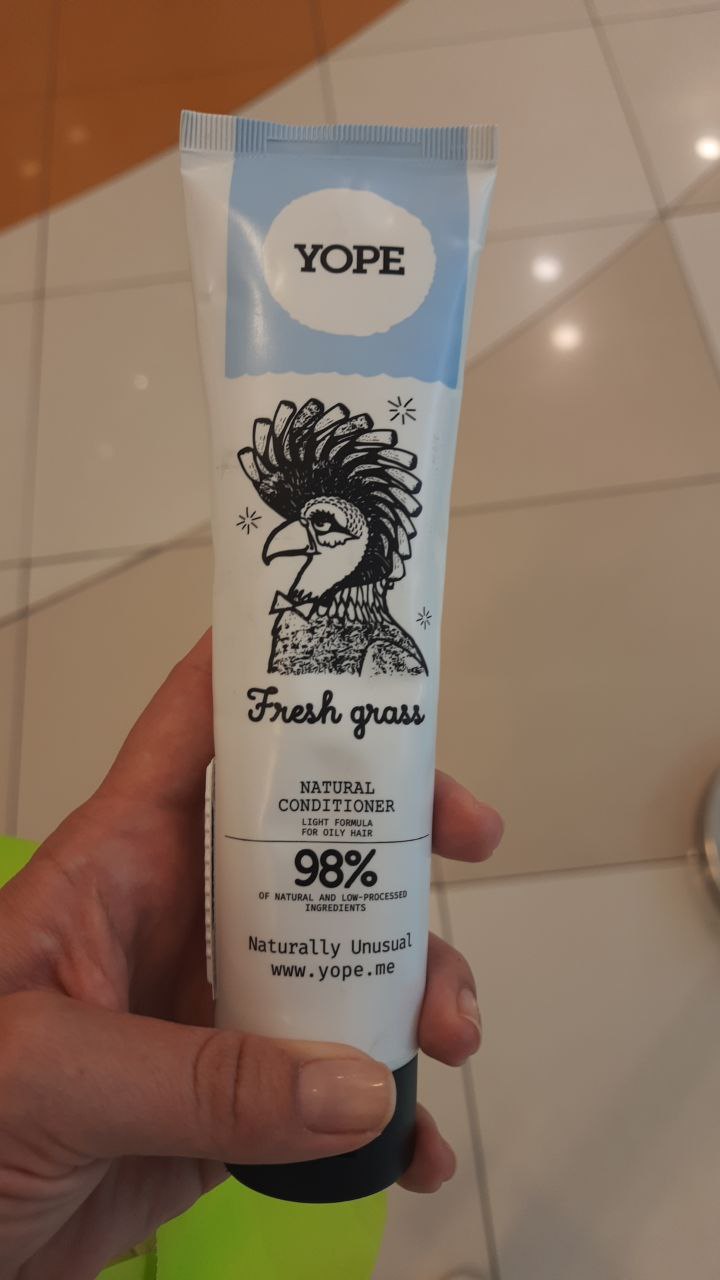 YOPE
Fresh grass
NATURAL
CONDITIONER
LIGHT FORMULA
FOR OILY HAIR
98%
OF NATURAL AND LOW-PROCESSED
INGREDIENTS
Naturally Unusual
www.yope.me